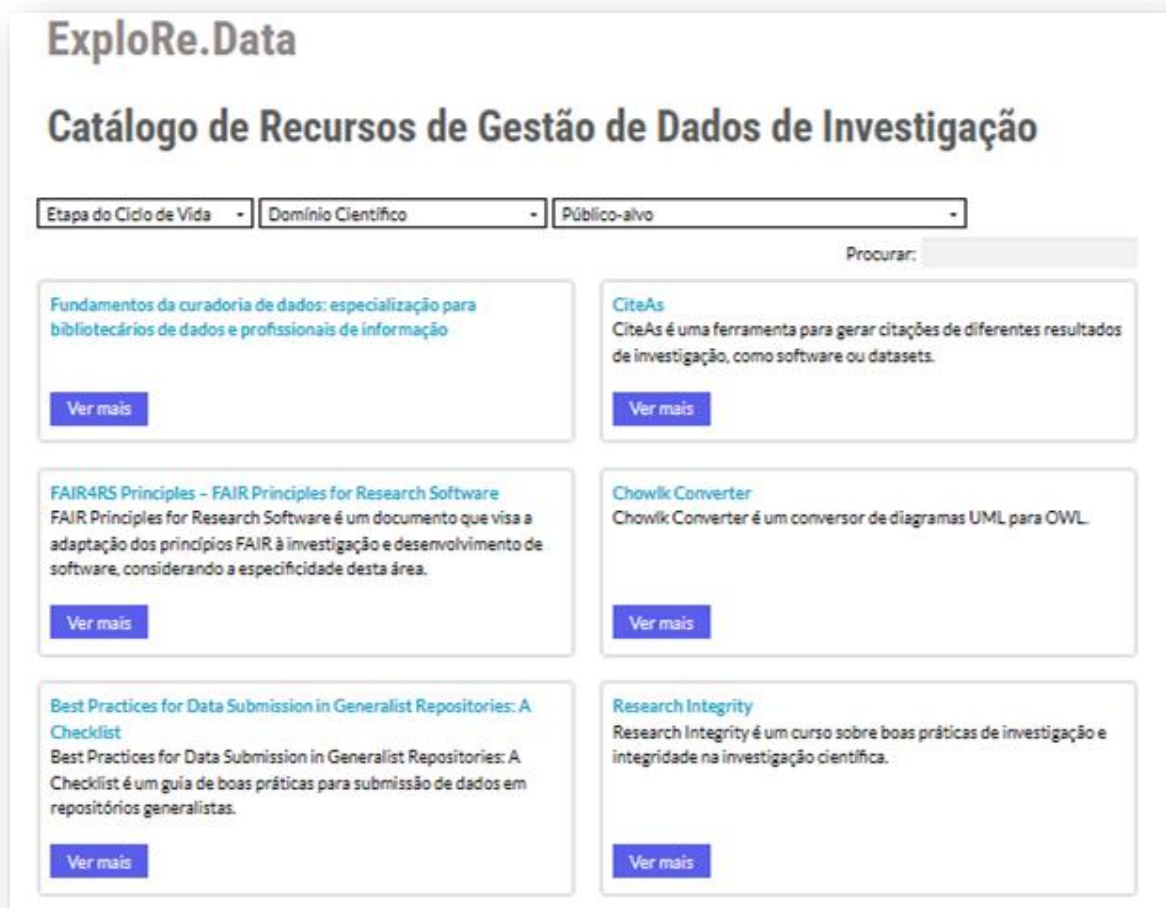 ExploRe.Data
Catálogo de Recursos de Gestão de Dados de Investigação
Etapa do Ciclo de Vida
Domínio Científico
Público-alvo
Procurar:
Fundamentos da curadoria de dados: especialização para
bibliotecários de dados e profissionais de informação
Ver mais
CiteAs
CiteAs é uma ferramenta para gerar citações de diferentes resultados
de investigação, como software ou datasets.
Ver mais
FAIR4RS Principles – FAIR Principles for Research Software
FAIR Principles for Research Software é um documento que visa a
adaptação dos princípios FAIR à investigação e desenvolvimento de
software, considerando a especificidade desta área.
Ver mais
Chowlk Converter
Chowlk Converter é um conversor de diagramas UML para OWL.
Ver mais
Best Practices for Data Submission in Generalist Repositories: A
Checklist
Best Practices for Data Submission in Generalist Repositories: A
Checklist é um guia de boas práticas para submissão de dados em
repositórios generalistas.
Ver mais
Research Integrity
Research Integrity é um curso sobre boas práticas de investigação e
integridade na investigação científica.
Ver mais